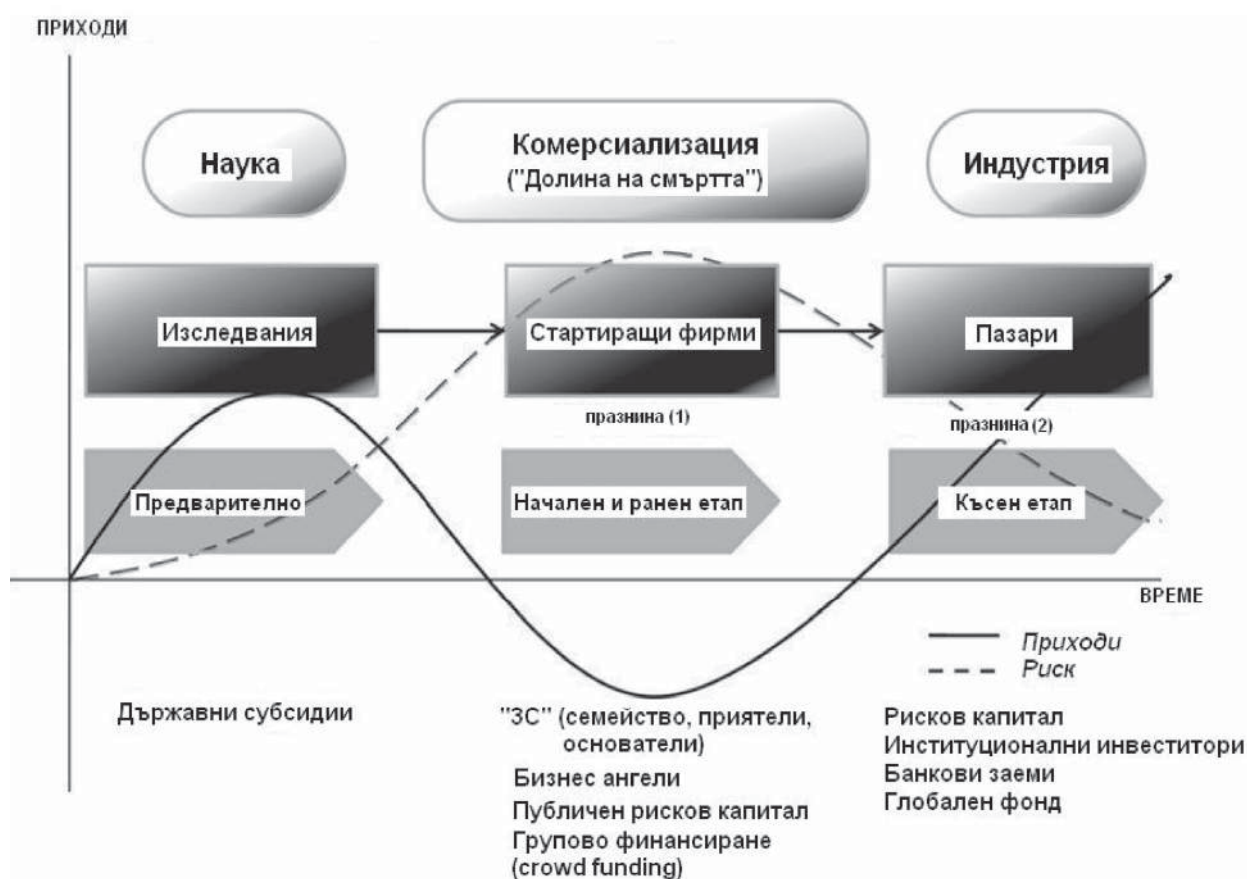 ПРИХОДИ
Наука
Комерсиализация
("Долина на смъртта")
Индустрия
Изследвания
Стартиращи фирми
Пазари
празнина (1)
празнина (2)
Предварително
Начален и ранен етап
Късен етап
ВРЕМЕ
Приходи
Риск
Държавни субсидии
"3С" (семейство, приятели,
основатели)
Бизнес ангели
Публичен рисков капитал
Групово финансиране
(crowd funding)
Рисков капитал
Институционални инвеститори
Банкови заеми
Глобален фонд